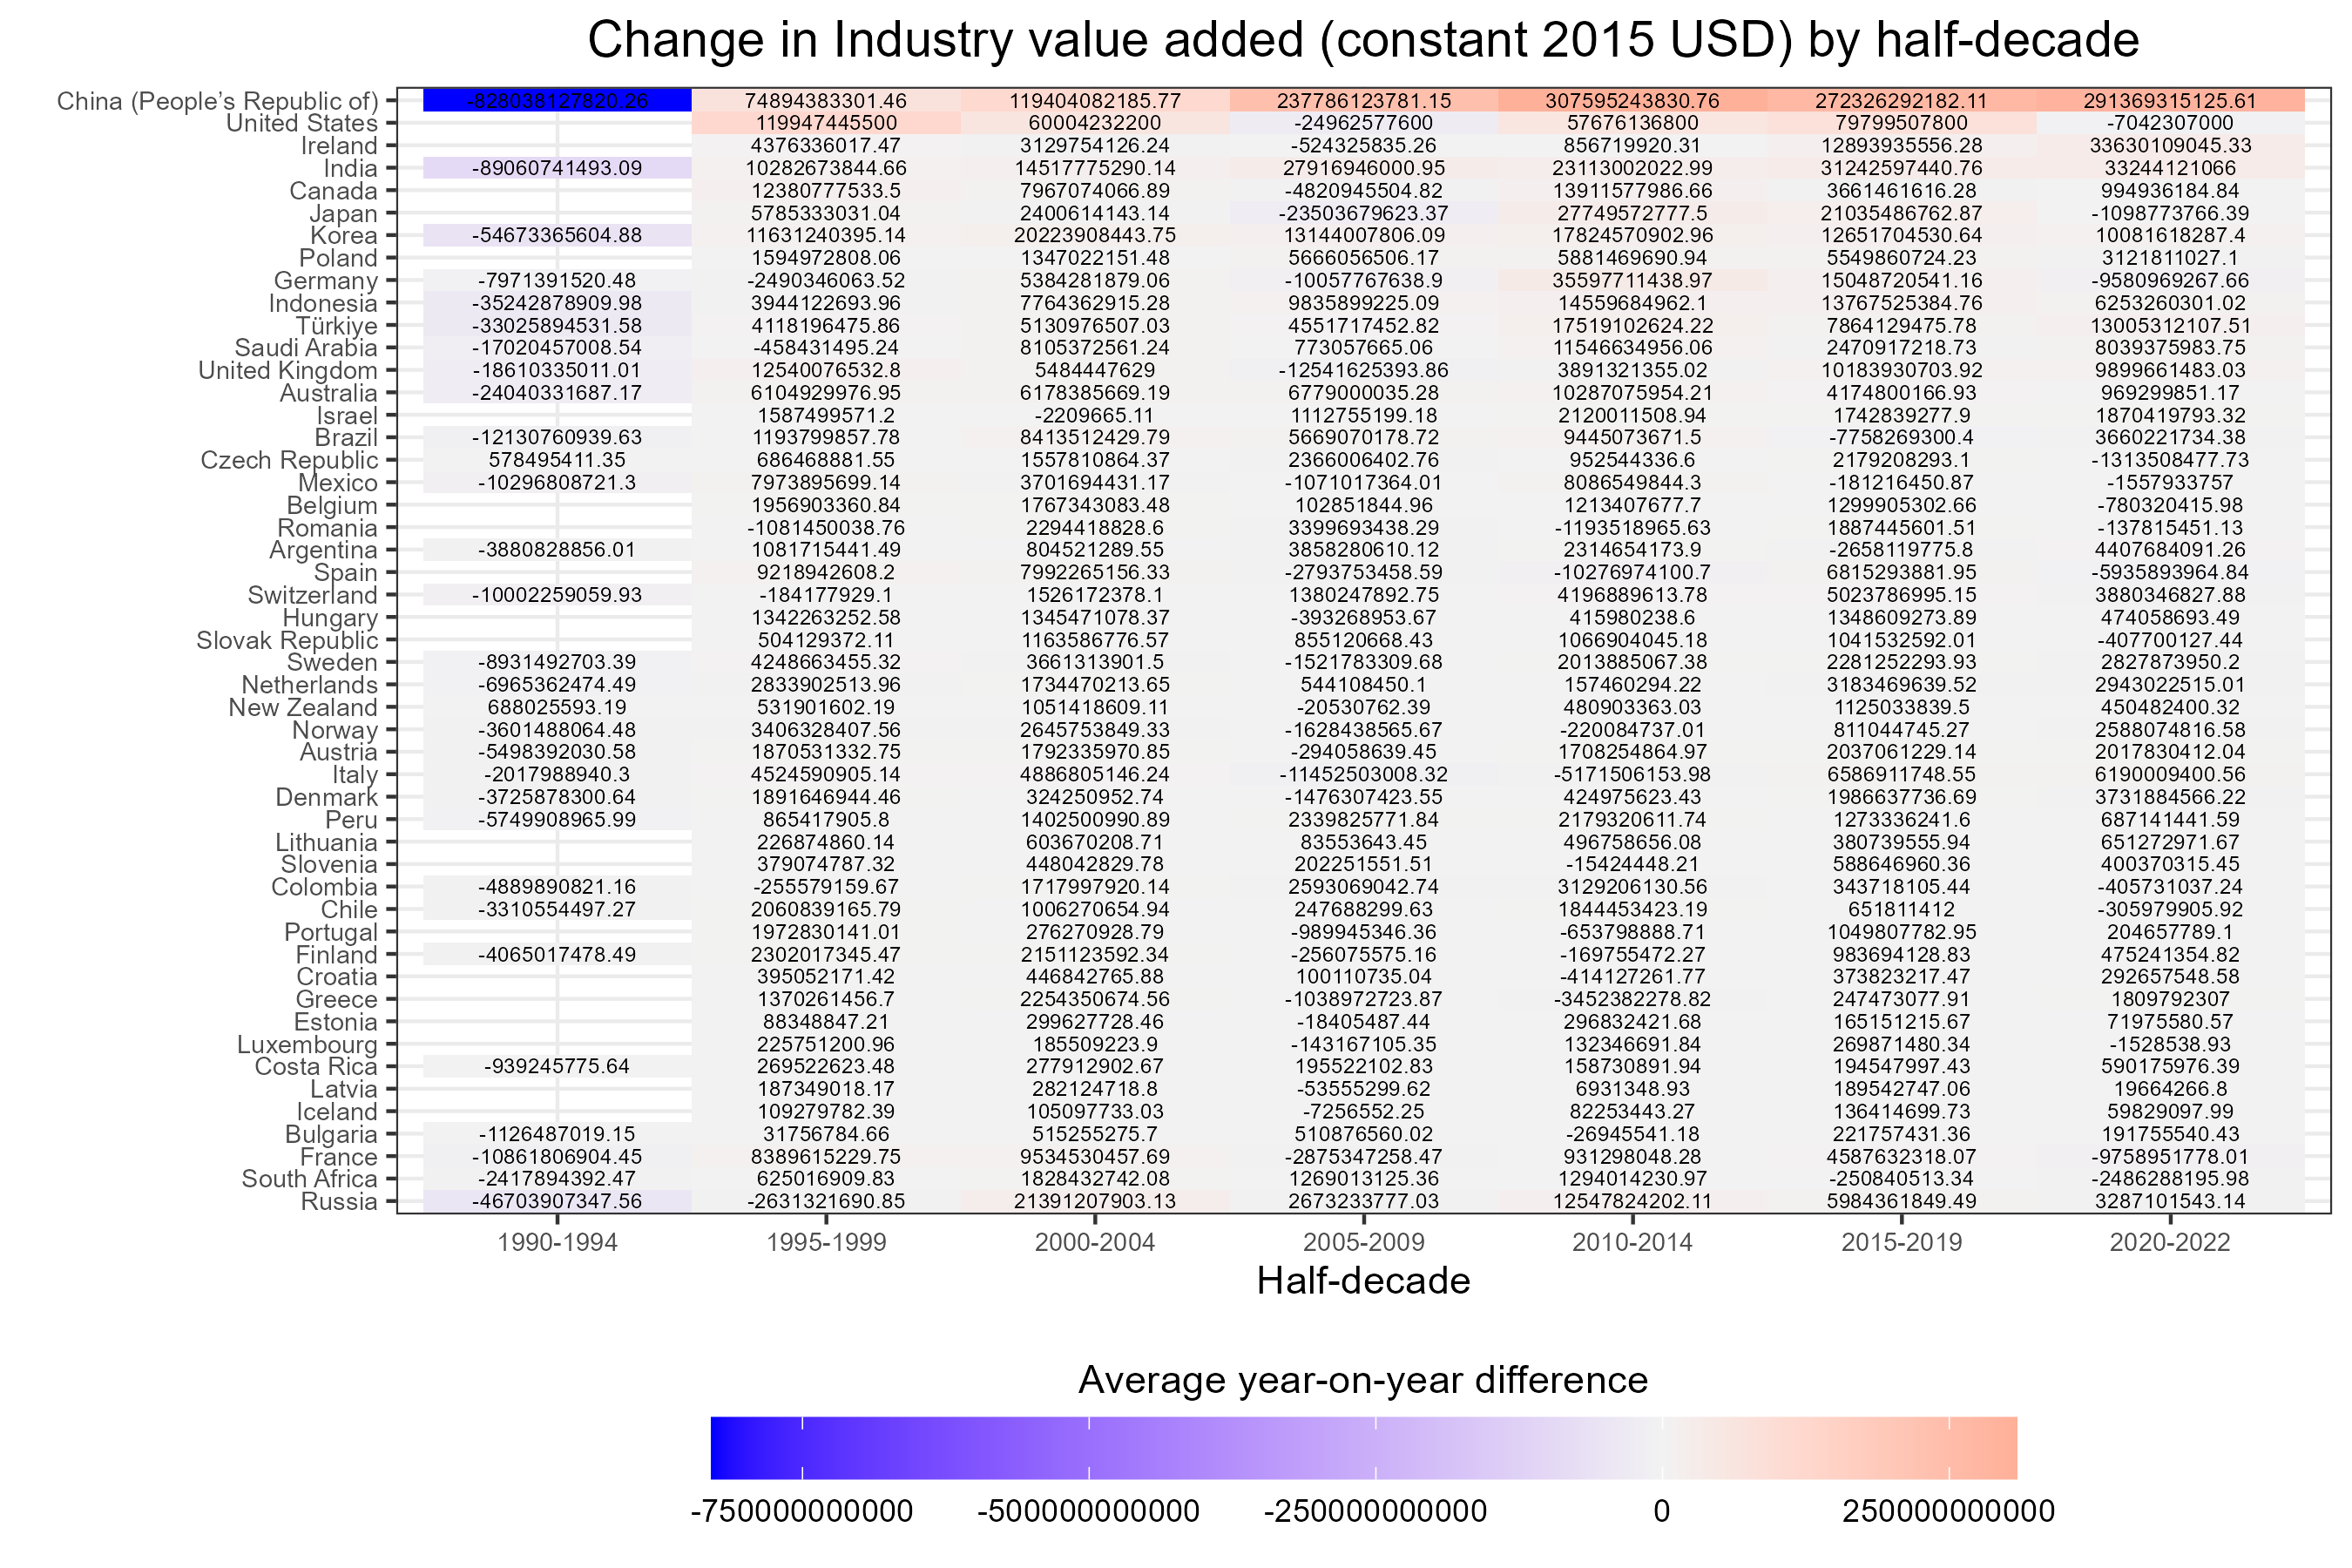 Change in Industry value added (constant 2015 USD) by half-decade
China (People’s Republic of) -828038127820.26 74894383301.46 119404082185.77 237786123781.15 307595243830.76 272326292182.11 291369315125.61
United States 119947445500 60004232200 -24962577600 57676136800 79799507800 -7042307000
Ireland 4376336017.47 3129754126.24 -524325835.26 856719920.31 12893935556.28 33630109045.33
India -89060741493.09 10282673844.66 14517775290.14 27916946000.95 23113002022.99 31242597440.76 33244121066
Canada 12380777533.5 7967074066.89 -4820945504.82 13911577986.66 3661461616.28 994936184.84
Japan 5785333031.04 2400614143.14 -23503679623.37 27749572777.5 21035486762.87 -1098773766.39
Korea -54673365604.88 11631240395.14 20223908443.75 13144007806.09 17824570902.96 12651704530.64 10081618287.4
Poland 1594972808.06 1347022151.48 5666056506.17 5881469690.94 5549860724.23 3121811027.1
Germany -7971391520.48 -2490346063.52 5384281879.06 -10057767638.9 35597711438.97 15048720541.16 -9580969267.66
Indonesia -35242878909.98 3944122693.96 7764362915.28 9835899225.09 14559684962.1 13767525384.76 6253260301.02
Türkiye -33025894531.58 4118196475.86 5130976507.03 4551717452.82 17519102624.22 7864129475.78 13005312107.51
Saudi Arabia -17020457008.54 -458431495.24 8105372561.24 773057665.06 11546634956.06 2470917218.73 8039375983.75
United Kingdom -18610335011.01 12540076532.8 5484447629 -12541625393.86 3891321355.02 10183930703.92 9899661483.03
Australia -24040331687.17 6104929976.95 6178385669.19 6779000035.28 10287075954.21 4174800166.93 969299851.17
Israel 1587499571.2 -2209665.11 1112755199.18 2120011508.94 1742839277.9 1870419793.32
Brazil -12130760939.63 1193799857.78 8413512429.79 5669070178.72 9445073671.5 -7758269300.4 3660221734.38
Czech Republic 578495411.35 686468881.55 1557810864.37 2366006402.76 952544336.6 2179208293.1 -1313508477.73
Mexico -10296808721.3 7973895699.14 3701694431.17 -1071017364.01 8086549844.3 -181216450.87 -1557933757
Belgium 1956903360.84 1767343083.48 102851844.96 1213407677.7 1299905302.66 -780320415.98
Romania -1081450038.76 2294418828.6 3399693438.29 -1193518965.63 1887445601.51 -137815451.13
Argentina -3880828856.01 1081715441.49 804521289.55 3858280610.12 2314654173.9 -2658119775.8 4407684091.26
Spain 9218942608.2 7992265156.33 -2793753458.59 -10276974100.7 6815293881.95 -5935893964.84
Switzerland -10002259059.93 -184177929.1 1526172378.1 1380247892.75 4196889613.78 5023786995.15 3880346827.88
Hungary 1342263252.58 1345471078.37 -393268953.67 415980238.6 1348609273.89 474058693.49
Slovak Republic 504129372.11 1163586776.57 855120668.43 1066904045.18 1041532592.01 -407700127.44
Sweden -8931492703.39 4248663455.32 3661313901.5 -1521783309.68 2013885067.38 2281252293.93 2827873950.2
Netherlands -6965362474.49 2833902513.96 1734470213.65 544108450.1 157460294.22 3183469639.52 2943022515.01
New Zealand 688025593.19 531901602.19 1051418609.11 -20530762.39 480903363.03 1125033839.5 450482400.32
Norway -3601488064.48 3406328407.56 2645753849.33 -1628438565.67 -220084737.01 811044745.27 2588074816.58
Austria -5498392030.58 1870531332.75 1792335970.85 -294058639.45 1708254864.97 2037061229.14 2017830412.04
Italy -2017988940.3 4524590905.14 4886805146.24 -11452503008.32 -5171506153.98 6586911748.55 6190009400.56
Denmark -3725878300.64 1891646944.46 324250952.74 -1476307423.55 424975623.43 1986637736.69 3731884566.22
Peru -5749908965.99 865417905.8 1402500990.89 2339825771.84 2179320611.74 1273336241.6 687141441.59
Lithuania 226874860.14 603670208.71 83553643.45 496758656.08 380739555.94 651272971.67
Slovenia 379074787.32 448042829.78 202251551.51 -15424448.21 588646960.36 400370315.45
Colombia -4889890821.16 -255579159.67 1717997920.14 2593069042.74 3129206130.56 343718105.44 -405731037.24
Chile -3310554497.27 2060839165.79 1006270654.94 247688299.63 1844453423.19 651811412 -305979905.92
Portugal 1972830141.01 276270928.79 -989945346.36 -653798888.71 1049807782.95 204657789.1
Finland -4065017478.49 2302017345.47 2151123592.34 -256075575.16 -169755472.27 983694128.83 475241354.82
Croatia 395052171.42 446842765.88 100110735.04 -414127261.77 373823217.47 292657548.58
Greece 1370261456.7 2254350674.56 -1038972723.87 -3452382278.82 247473077.91 1809792307
Estonia 88348847.21 299627728.46 -18405487.44 296832421.68 165151215.67 71975580.57
Luxembourg 225751200.96 185509223.9 -143167105.35 132346691.84 269871480.34 -1528538.93
Costa Rica -939245775.64 269522623.48 277912902.67 195522102.83 158730891.94 194547997.43 590175976.39
Latvia 187349018.17 282124718.8 -53555299.62 6931348.93 189542747.06 19664266.8
Iceland 109279782.39 105097733.03 -7256552.25 82253443.27 136414699.73 59829097.99
Bulgaria -1126487019.15 31756784.66 515255275.7 510876560.02 -26945541.18 221757431.36 191755540.43
France -10861806904.45 8389615229.75 9534530457.69 -2875347258.47 931298048.28 4587632318.07 -9758951778.01
South Africa -2417894392.47 625016909.83 1828432742.08 1269013125.36 1294014230.97 -250840513.34 -2486288195.98
Russia -46703907347.56 -2631321690.85 21391207903.13 2673233777.03 12547824202.11 5984361849.49 3287101543.14
1990-1994 1995-1999 2000-2004 2005-2009 2010-2014 2015-2019 2020-2022
Half-decade
Average year-on-year difference
-750000000000 -500000000000 -250000000000 0 250000000000